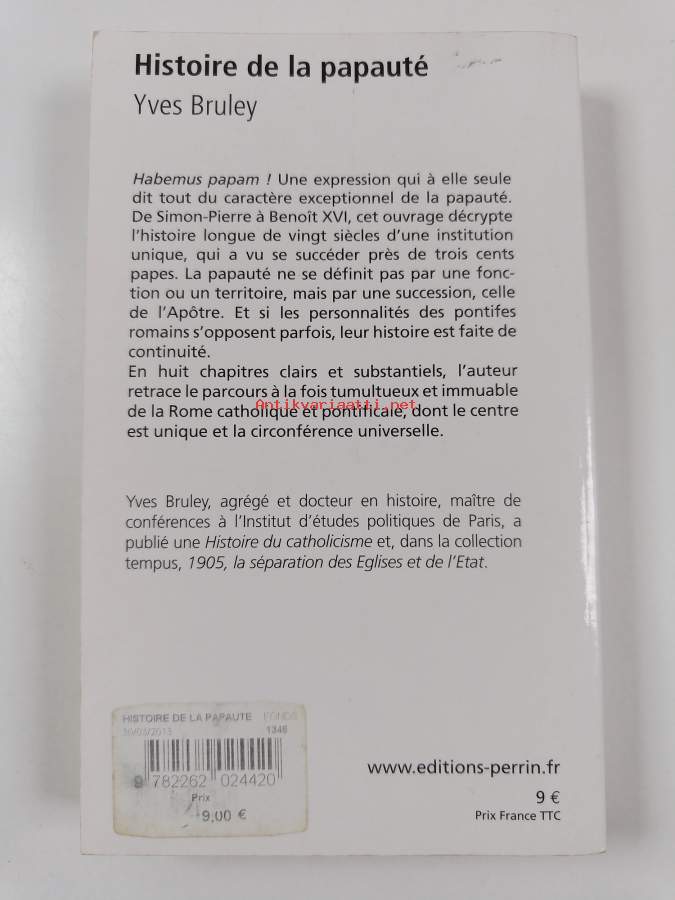 Histoire de la papauté
Yves Bruley
Habemus papam ! Une expression qui à elle seule
dit tout du caractère exceptionnel de la papauté.
De Simon-Pierre à Benoît XVI, cet ouvrage décrypte
l'histoire longue de vingt siècles d'une institution
unique, qui a vu se succéder près de trois cents
papes. La papauté ne se définit pas par une fonc-
tion ou un territoire, mais par une succession, celle
de l'Apôtre. Et si les personnalités des pontifes
romains s'opposent parfois, leur histoire est faite de
continuité.
En huit chapitres clairs et substantiels, l'auteur
retrace le parcours à la fois tumultueux et immuable
Antikvariaatti.net
de la Rome catholique et pontificale, dont le centre
est unique et la circonférence universelle.
Yves Bruley, agrégé et docteur en histoire, maître de
conférences à l'Institut d'études politiques de Paris, a
publié une Histoire du catholicisme et, dans la collection
tempus, 1905, la séparation des Eglises et de l'Etat.
HISTOIRE DE LA PAPAUTE FONDS
1346
9 782262 024420
Prix
9,00 €
www.editions-perrin.fr
9 €
Prix France TTC